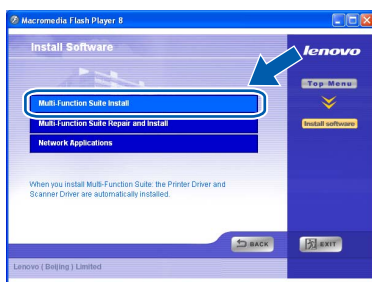 Macromedia Flash Player 8
Install Software
lenovo
Top Menu
Multi-Function Suite Install
Multi-Function Suite Repair and Install
Install software
Network Applications
When you install Multi-Function Suite: the Printer Driver and
Scanner Driver are automatically installed.
BACK
EXIT
Lenovo ( Beijing ) Limited